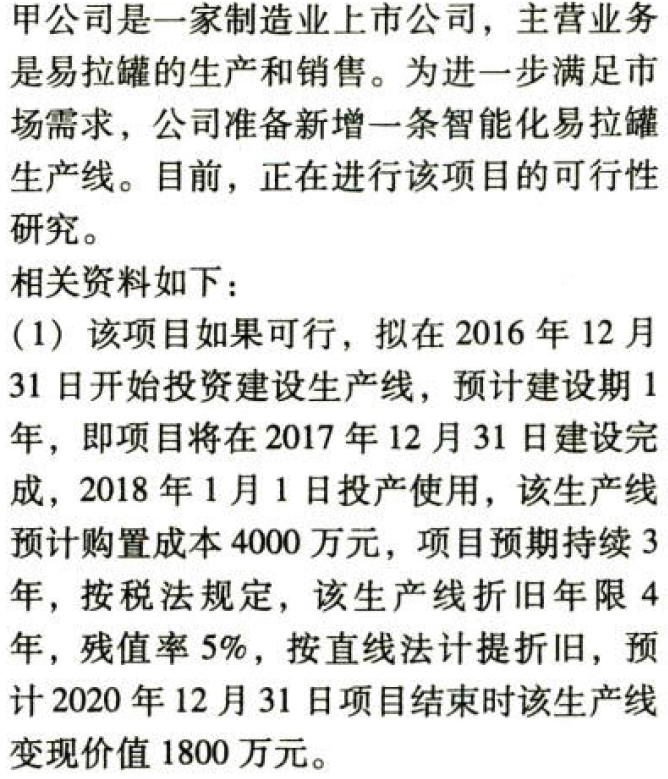 甲公司是一家制造业上市公司，主营业务
是易拉罐的生产和销售。为进一步满足市
场需求，公司准备新增一条智能化易拉罐
生产线。目前，正在进行该项目的可行性
研究。
相关资料如下：
(1) 该项目如果可行，拟在 2016 年 12 月
31 日开始投资建设生产线，预计建设期 1
年，即项目将在 2017 年 12 月 31 日建设完
成，2018 年 1 月 1 日投产使用，该生产线
预计购置成本 4000 万元，项目预期持续 3
年，按税法规定，该生产线折旧年限 4
年，残值率 5%，按直线法计提折旧，预
计 2020 年 12 月 31 日项目结束时该生产线
变现价值 1800 万元。